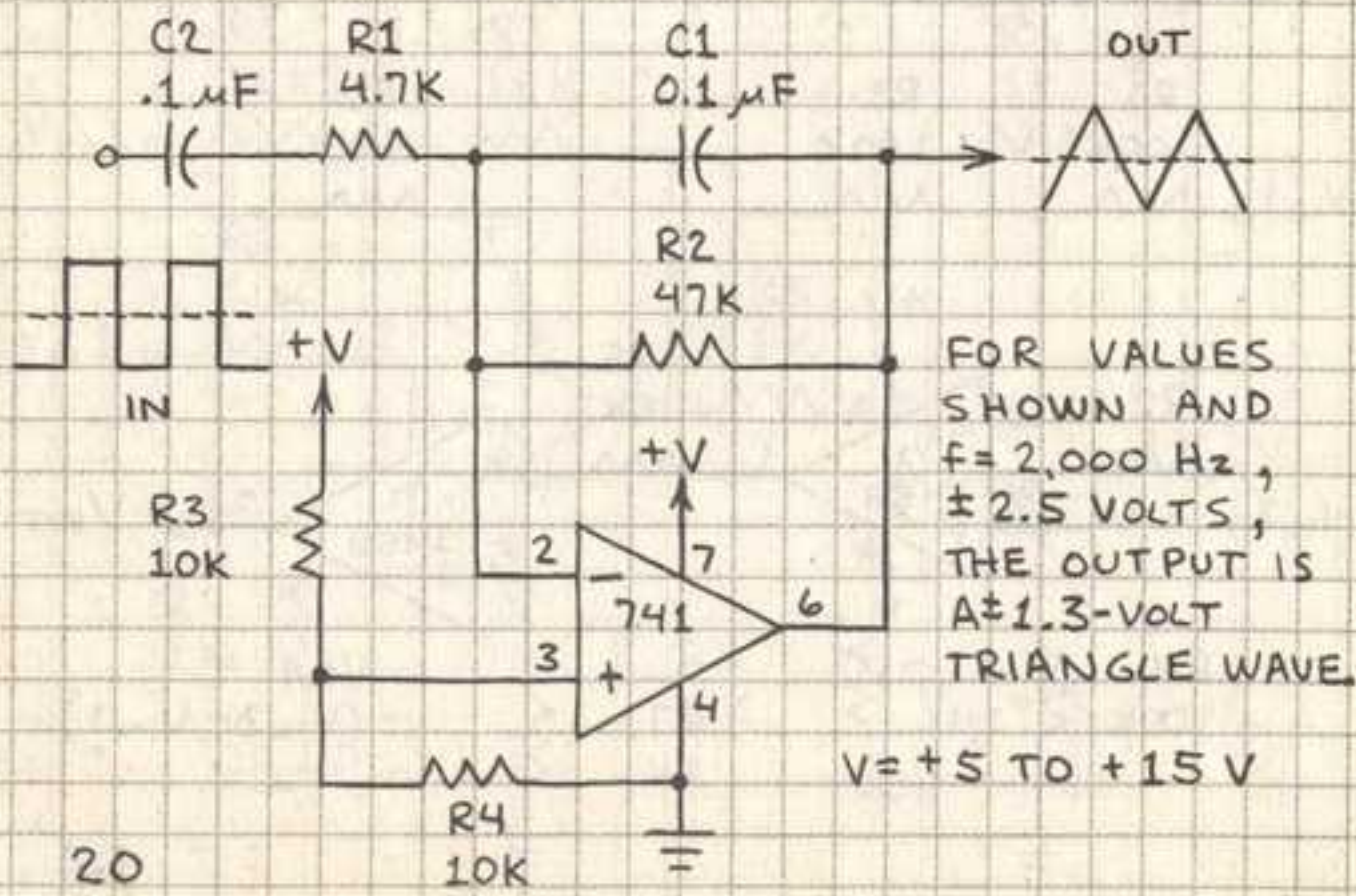 C2
.1 μF
R1
4.7K
C1
0.1 μF
OUT
IN
+V
R2
47K
R3
10K
+V
2
7
741
6
3
4
R4
10K
FOR VALUES
SHOWN AND
f= 2,000 Hz,
± 2.5 VOLTS,
THE OUTPUT IS
A ± 1.3-VOLT
TRIANGLE WAVE.
V= +5 TO +15 V
20